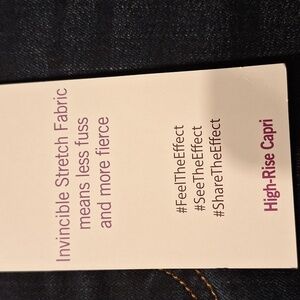 Invincible Stretch Fabric
means less fuss
and more fierce
#FeelTheEffect
#SeeTheEffect
#ShareTheEffect
High-Rise Capri